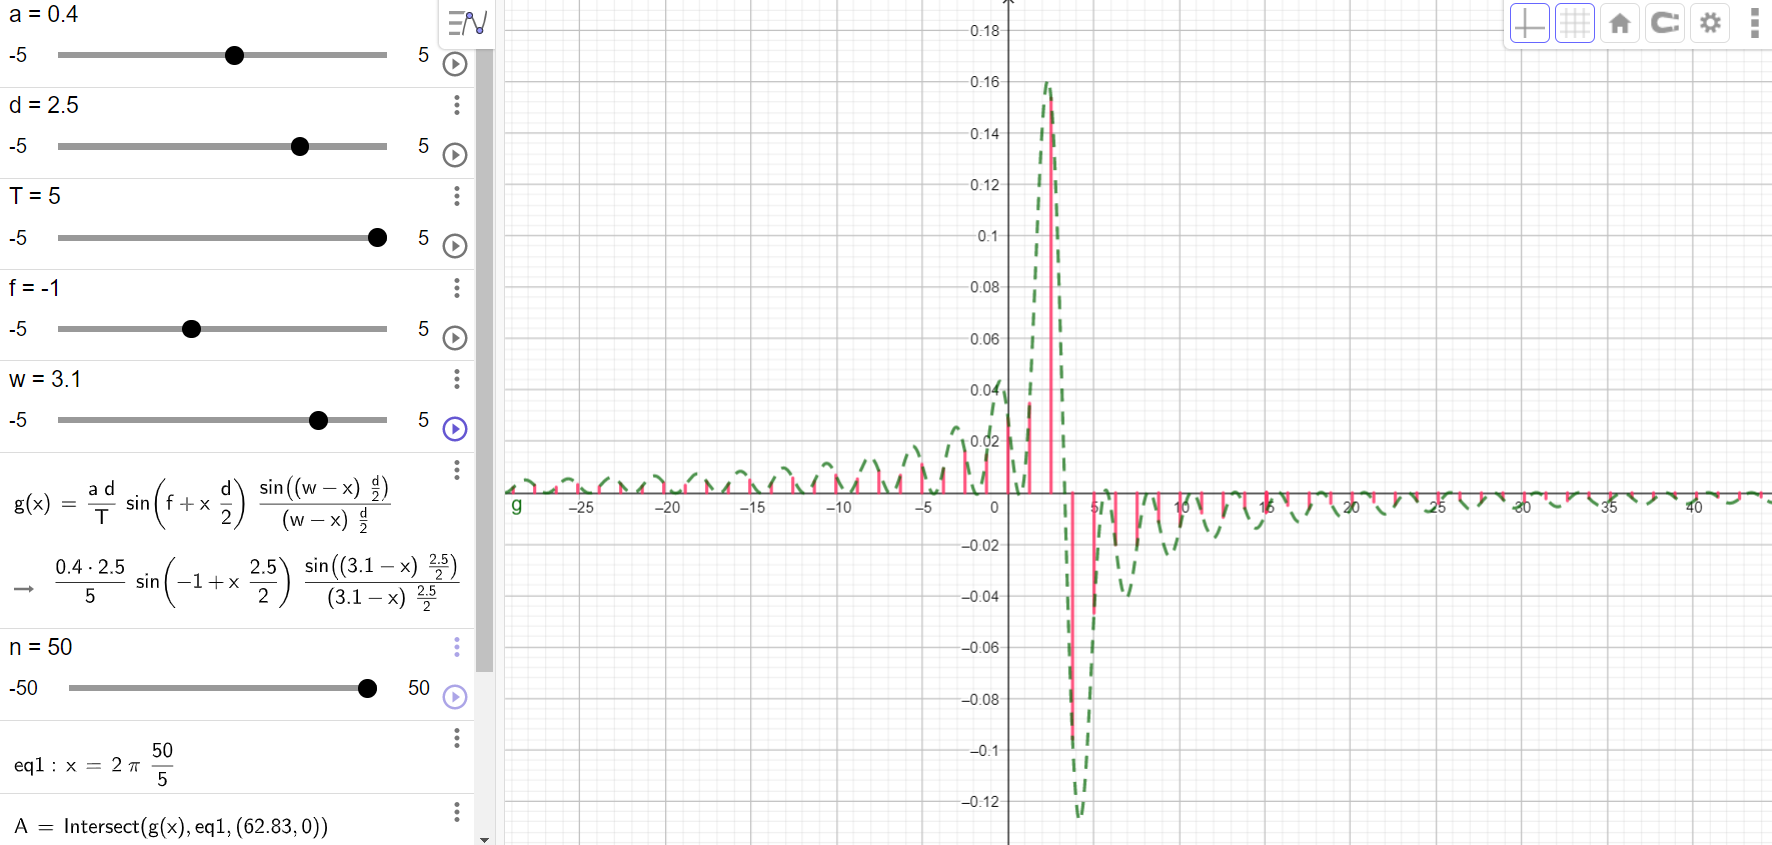 a = 0.4
-5 5
d = 2.5
-5 5
T = 5
-5 5
f = -1
-5 5
w = 3.1
-5 5
g(x) = a d / T sin(f + x d/2) sin((w − x) d/2) / (w − x) d/2
→ 0.4 · 2.5 / 5 sin(−1 + x 2.5/2) sin((3.1 − x) 2.5/2) / (3.1 − x) 2.5/2
n = 50
-50 50
eq1 : x = 2 π 50/5
A = Intersect(g(x), eq1, (62.83, 0))
0.18
0.16
0.14
0.12
0.1
0.08
0.06
0.04
0.02
g −25 −20 −15 −10 −5 0 5 10 15 20 25 30 35 40
−0.02
−0.04
−0.06
−0.08
−0.1
−0.12